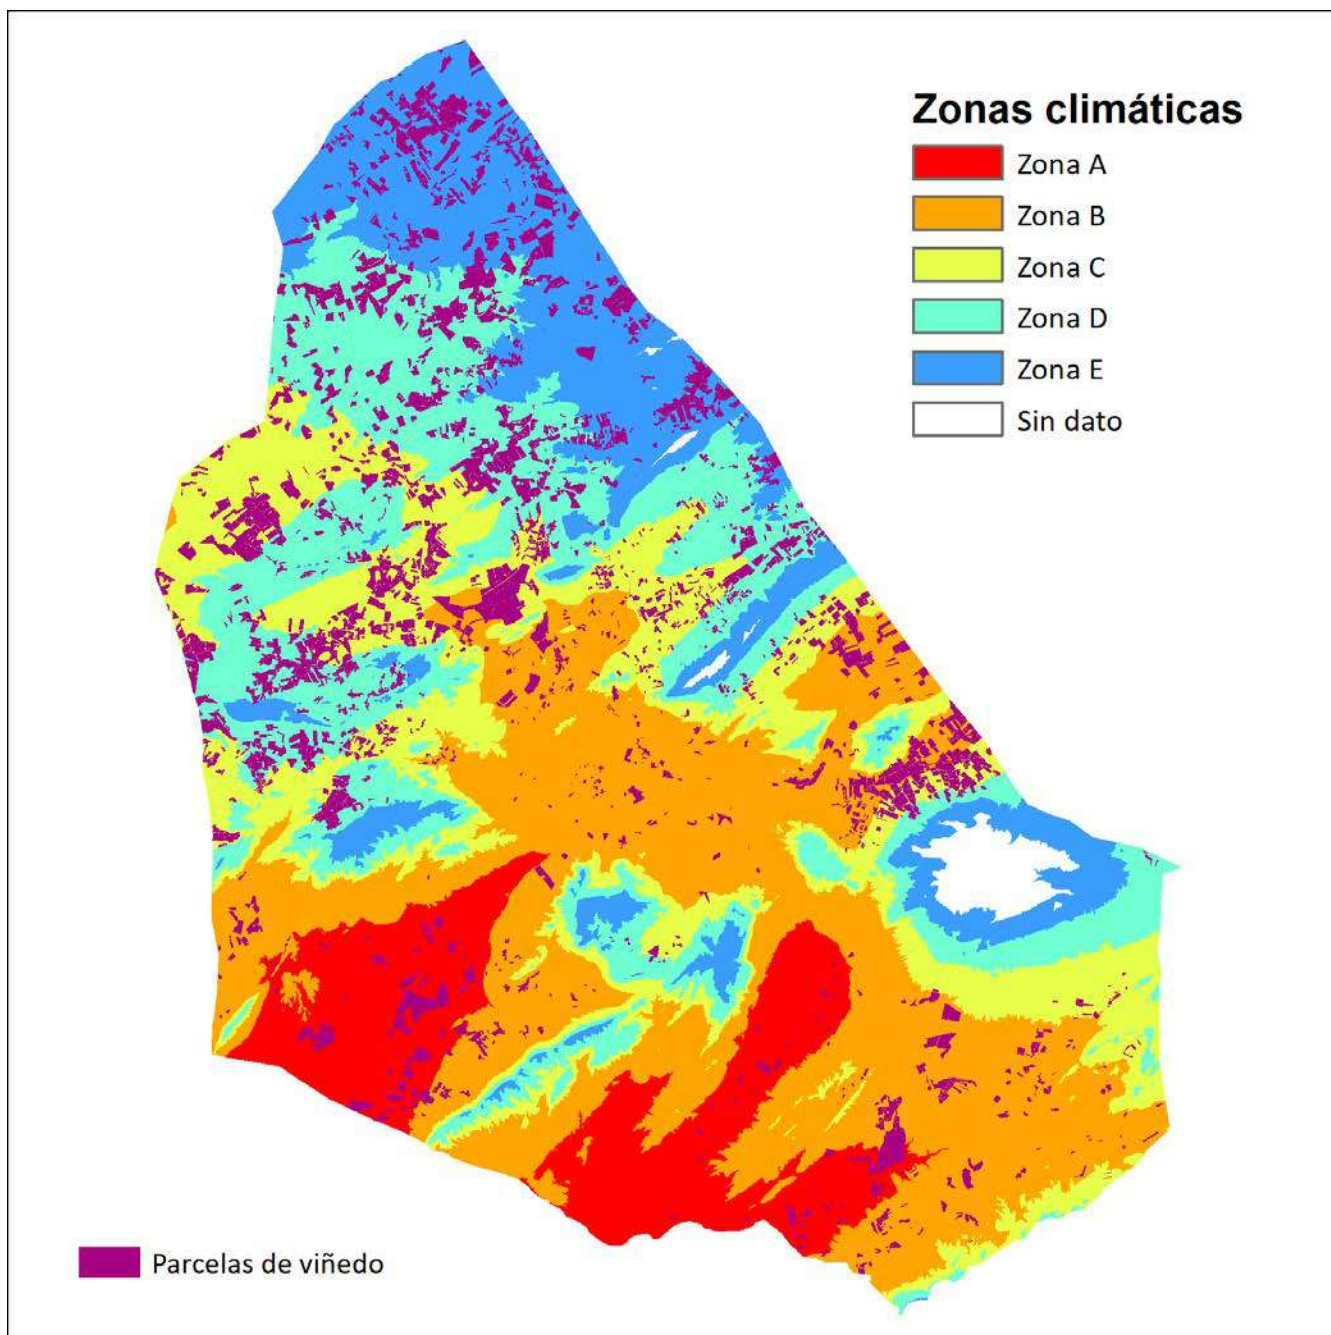 Zonas climáticas
Zona A
Zona B
Zona C
Zona D
Zona E
Sin dato
Parcelas de viñedo